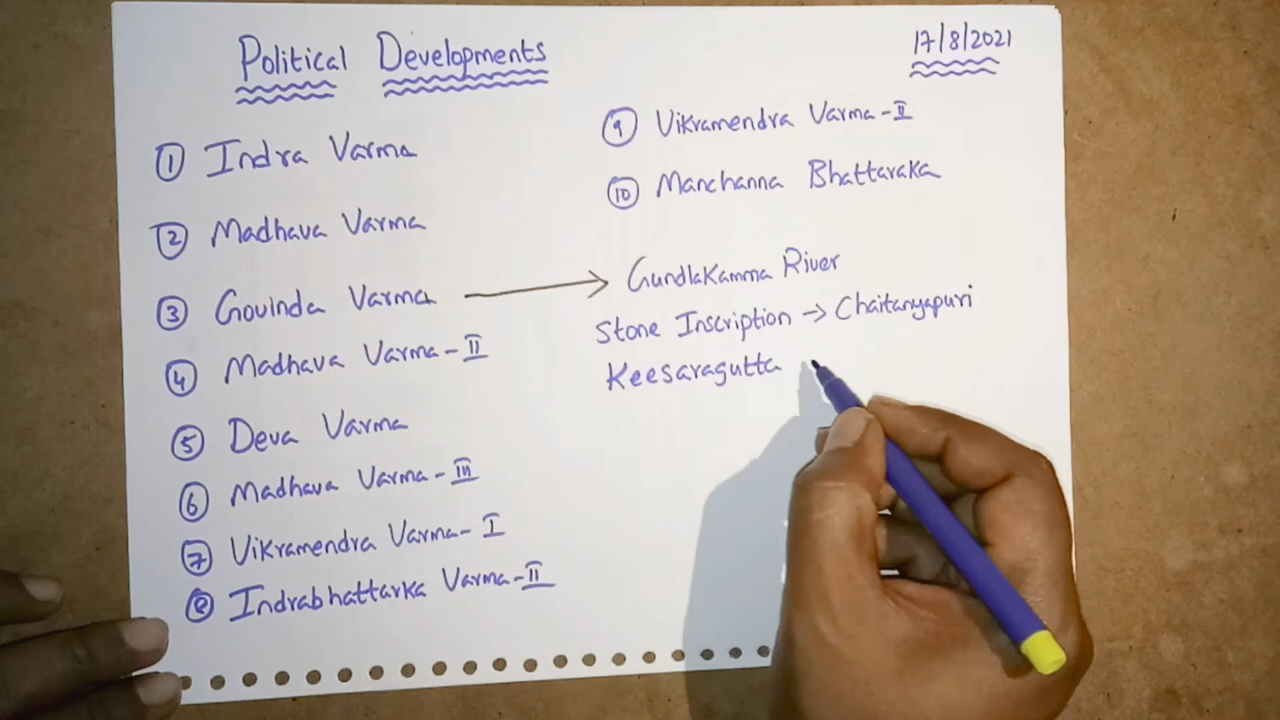 Political Developments
17/8/2021
① Indra Varma
② Madhava Varma
③ Govinda Varma →
④ Madhava Varma-II
⑤ Deva Varma
⑥ Madhava Varma-III
⑦ Vikramendra Varma-I
⑧ Indrabhattarka Varma-II
⑨ Vikramendra Varma-II
⑩ Manchanna Bhattaraka
Gundlakamma River
Stone Inscription → Chaitanyapuri
Keesaragutta